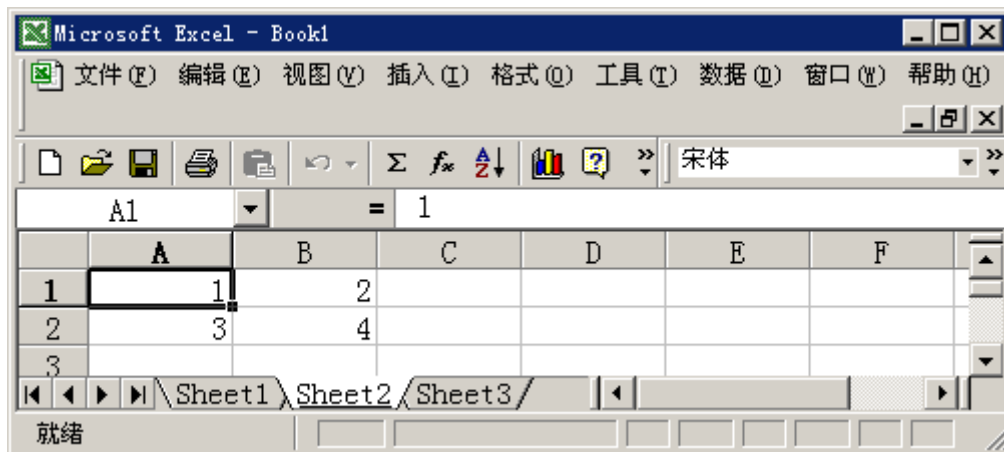 Microsoft Excel - Book1
文件(F) 编辑(E) 视图(V) 插入(I) 格式(O) 工具(T) 数据(D) 窗口(W) 帮助(H)
宋体
A1 = 1
A B C D E F
1 1 2
2 3 4
3
Sheet1 Sheet2 Sheet3
就绪